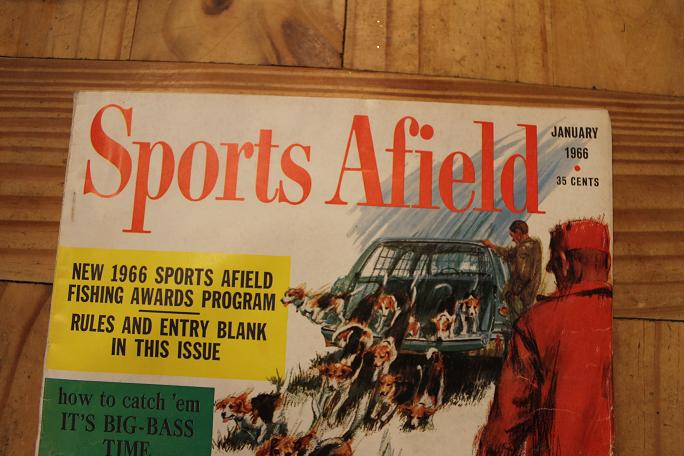 Sports Afield
JANUARY
1966
35 CENTS
NEW 1966 SPORTS AFIELD
FISHING AWARDS PROGRAM
RULES AND ENTRY BLANK
IN THIS ISSUE
how to catch 'em
IT'S BIG-BASS
TIME